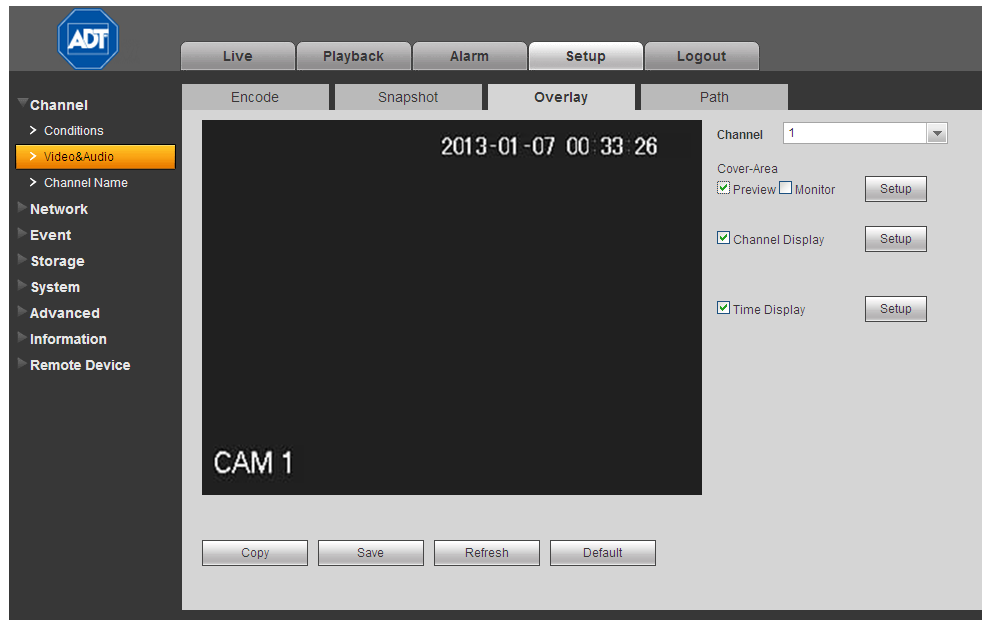 ADT
Live Playback Alarm Setup Logout
Encode Snapshot Overlay Path
Channel
Conditions
Video&Audio
Channel Name
Network
Event
Storage
System
Advanced
Information
Remote Device
2013-01-07 00:33:26
CAM 1
Channel 1
Cover-Area
Preview Monitor Setup
Channel Display Setup
Time Display Setup
Copy Save Refresh Default